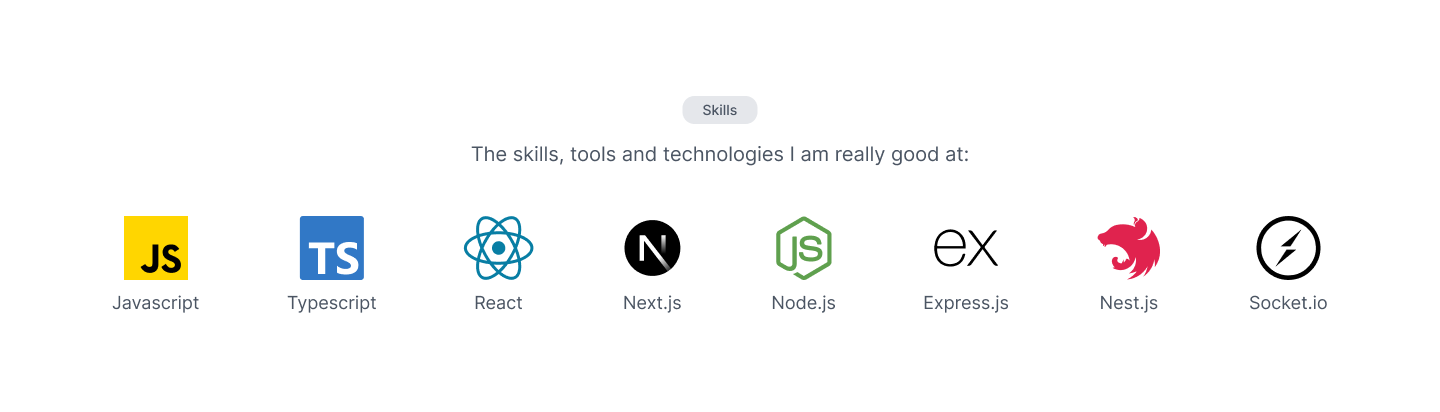 Skills
The skills, tools and technologies I am really good at:
JS TS N JS ex
Javascript Typescript React Next.js Node.js Express.js Nest.js Socket.io